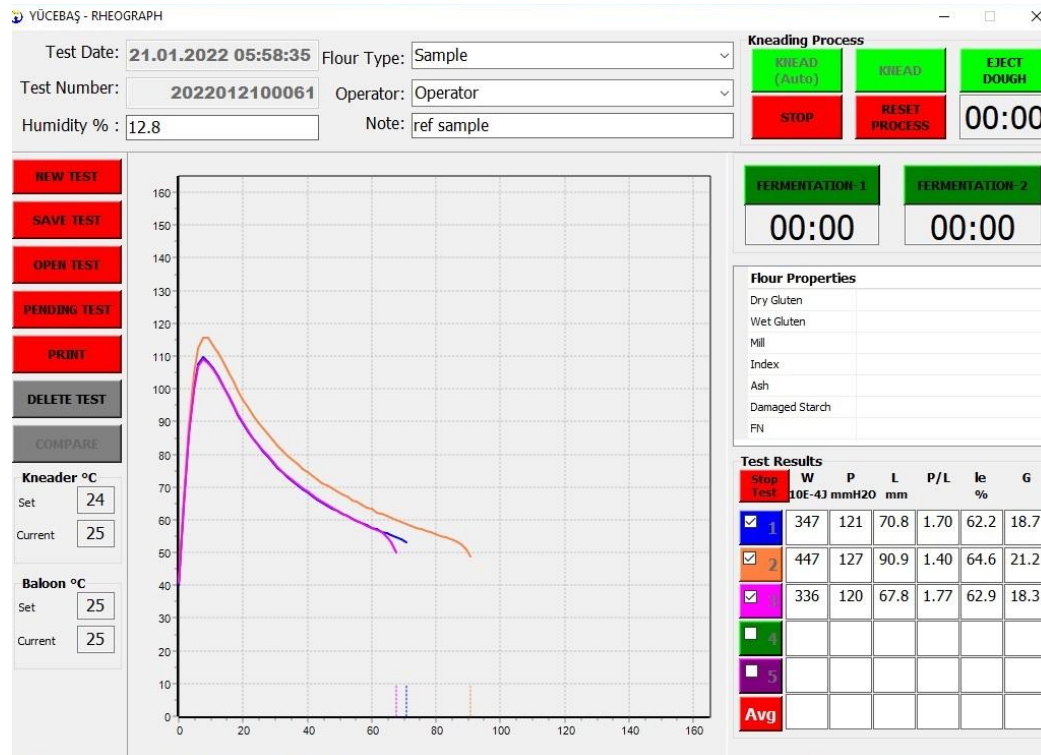 YÜCEBAŞ - RHEOGRAPH
Test Date: 21.01.2022 05:58:35
Test Number: 2022012100061
Humidity % : 12.8
Flour Type: Sample
Operator: Operator
Note: ref sample
Kneading Process
KNEAD (Auto)
KNEAD
EJECT DOUGH
STOP
RESET PROCESS
00:00
NEW TEST
SAVE TEST
OPEN TEST
PENDING TEST
PRINT
DELETE TEST
COMPARE
Kneader °C
Set 24
Current 25
Baloon °C
Set 25
Current 25
160
150
140
130
120
110
100
90
80
70
60
50
40
30
20
10
0
0 20 40 60 80 100 120 140 160
FERMENTATION-1 FERMENTATION-2
00:00 00:00
Flour Properties
Dry Gluten
Wet Gluten
Mill
Index
Ash
Damaged Starch
FN
Test Results
Stop Test W P L P/L le G
10E-4J mmH2O mm %
1 347 121 70.8 1.70 62.2 18.7
2 447 127 90.9 1.40 64.6 21.2
3 336 120 67.8 1.77 62.9 18.3
4
5
Avg